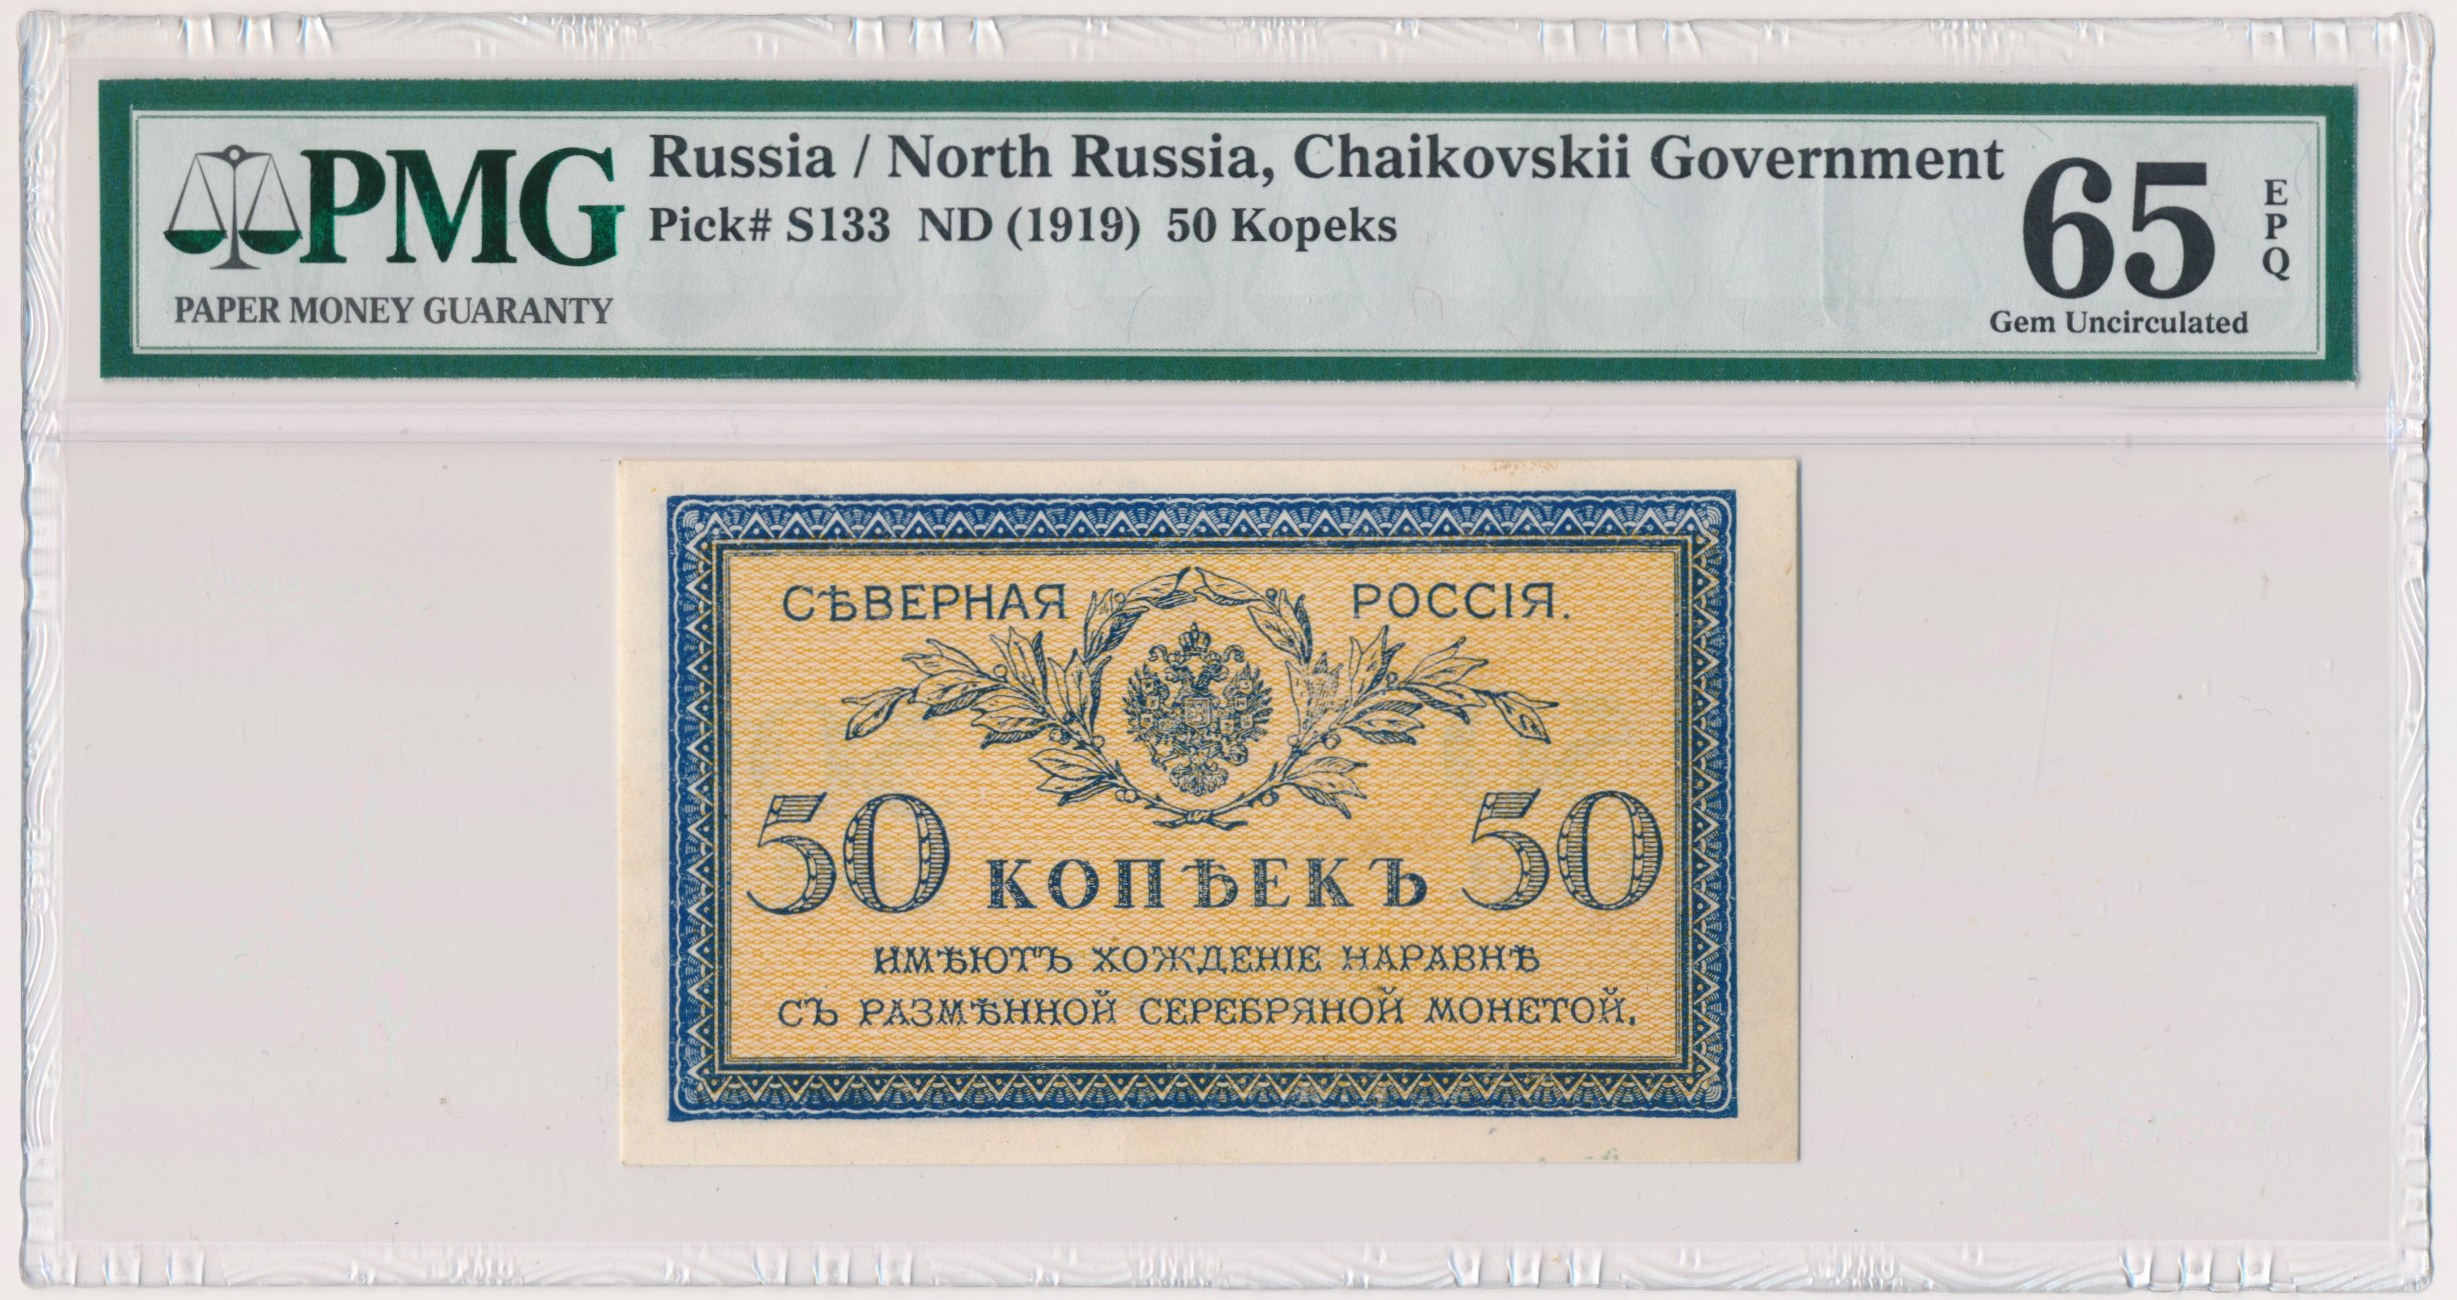 PMG
PAPER MONEY GUARANTY
Russia / North Russia, Chaikovskii Government
Pick# S133 ND (1919) 50 Kopeks
65
EPQ
Gem Uncirculated
СѢВЕРНАЯ РОССІЯ.
50 КОПѢЕКЪ 50
ИМѢЮТЪ ХОЖДЕНІЕ НАРАВНѢ
СЪ РАЗМѢННОЙ СЕРЕБРЯНОЙ МОНЕТОЙ.